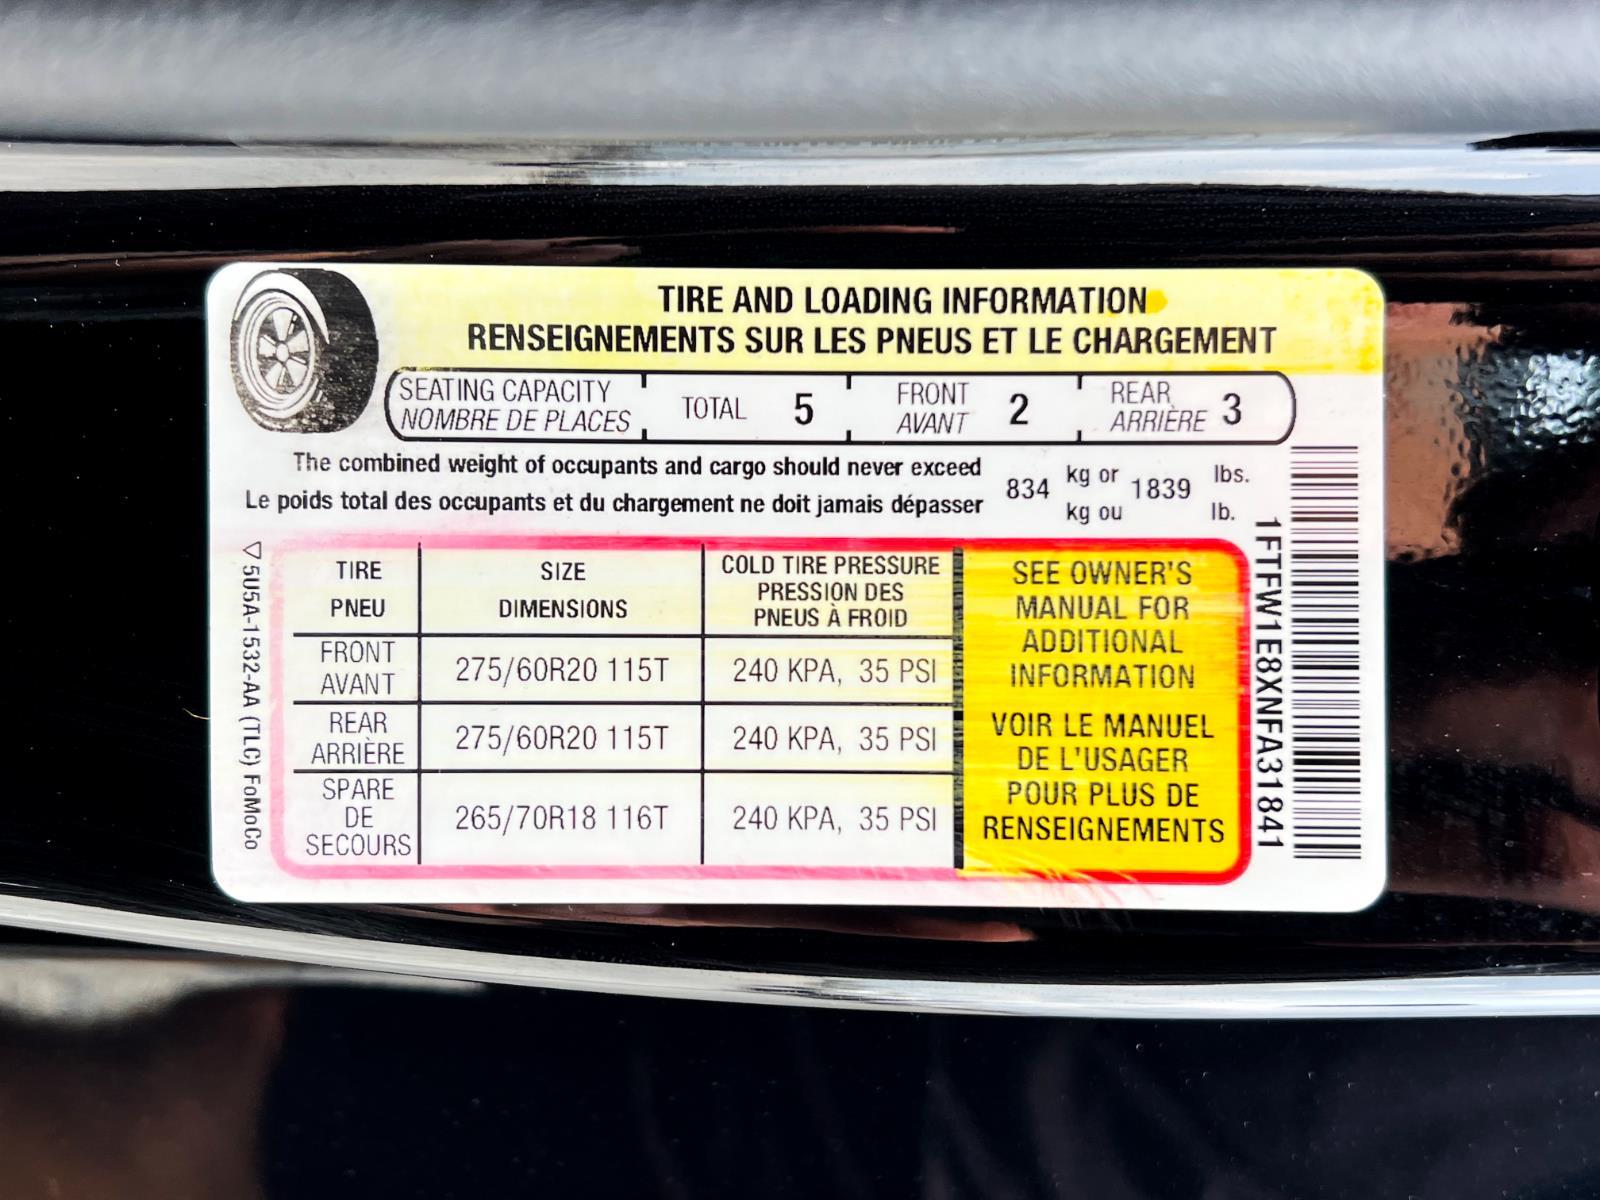 TIRE AND LOADING INFORMATION
RENSEIGNEMENTS SUR LES PNEUS ET LE CHARGEMENT
SEATING CAPACITY
NOMBRE DE PLACES
TOTAL 5
FRONT
AVANT
2
REAR
ARRIÈRE
3
The combined weight of occupants and cargo should never exceed
Le poids total des occupants et du chargement ne doit jamais dépasser
834
kg or
kg ou
1839
lbs.
lb.
TIRE
PNEU
SIZE
DIMENSIONS
COLD TIRE PRESSURE
PRESSION DES
PNEUS À FROID
FRONT
AVANT
275/60R20 115T
240 KPA, 35 PSI
REAR
ARRIÈRE
275/60R20 115T
240 KPA, 35 PSI
SPARE
DE
SECOURS
265/70R18 116T
240 KPA, 35 PSI
SEE OWNER'S
MANUAL FOR
ADDITIONAL
INFORMATION
VOIR LE MANUEL
DE L'USAGER
POUR PLUS DE
RENSEIGNEMENTS
5U5A-1532-AA (TLC) FoMoCo
1FTFW1E8XNFA31841